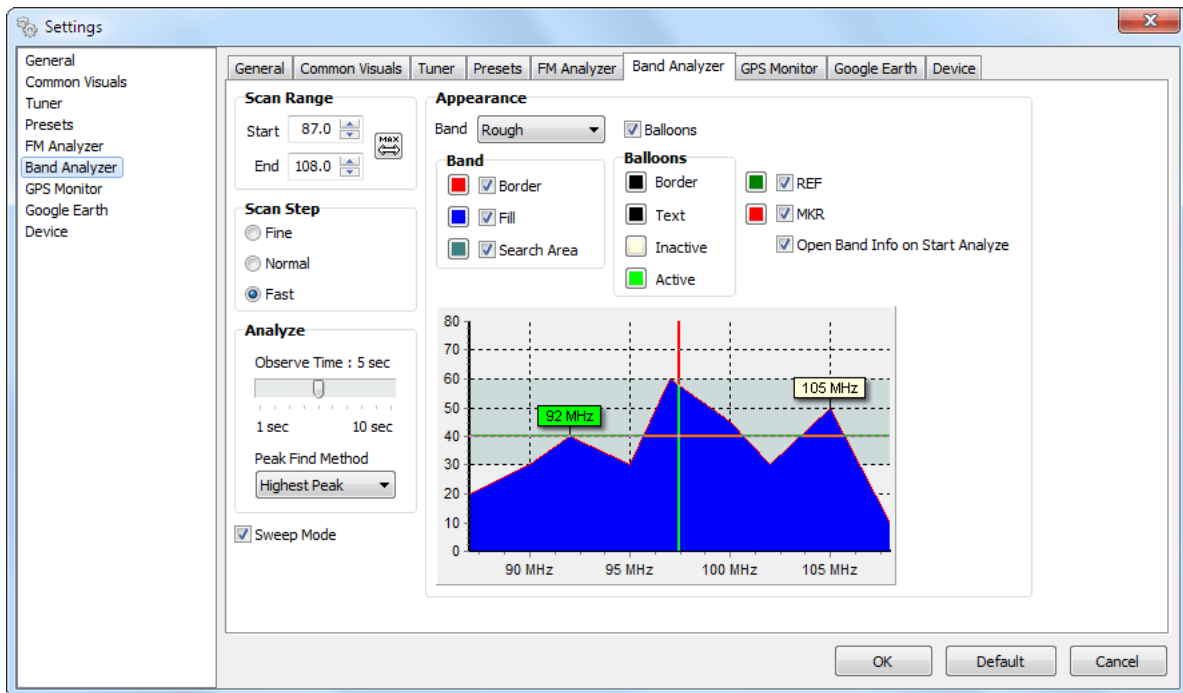 Settings
X
General
Common Visuals
Tuner
Presets
FM Analyzer
Band Analyzer
GPS Monitor
Google Earth
Device
General Common Visuals Tuner Presets FM Analyzer Band Analyzer GPS Monitor Google Earth Device
Scan Range
Start 87.0
MAX
End 108.0
Scan Step
Fine
Normal
Fast
Analyze
Observe Time : 5 sec
1 sec 10 sec
Peak Find Method
Highest Peak
Sweep Mode
Appearance
Band Rough
Balloons
Band
Border
Fill
Search Area
Balloons
Border
Text
Inactive
Active
REF
MKR
Open Band Info on Start Analyze
80
70
60
50
40
30
20
10
0
92 MHz
105 MHz
90 MHz 95 MHz 100 MHz 105 MHz
OK Default Cancel